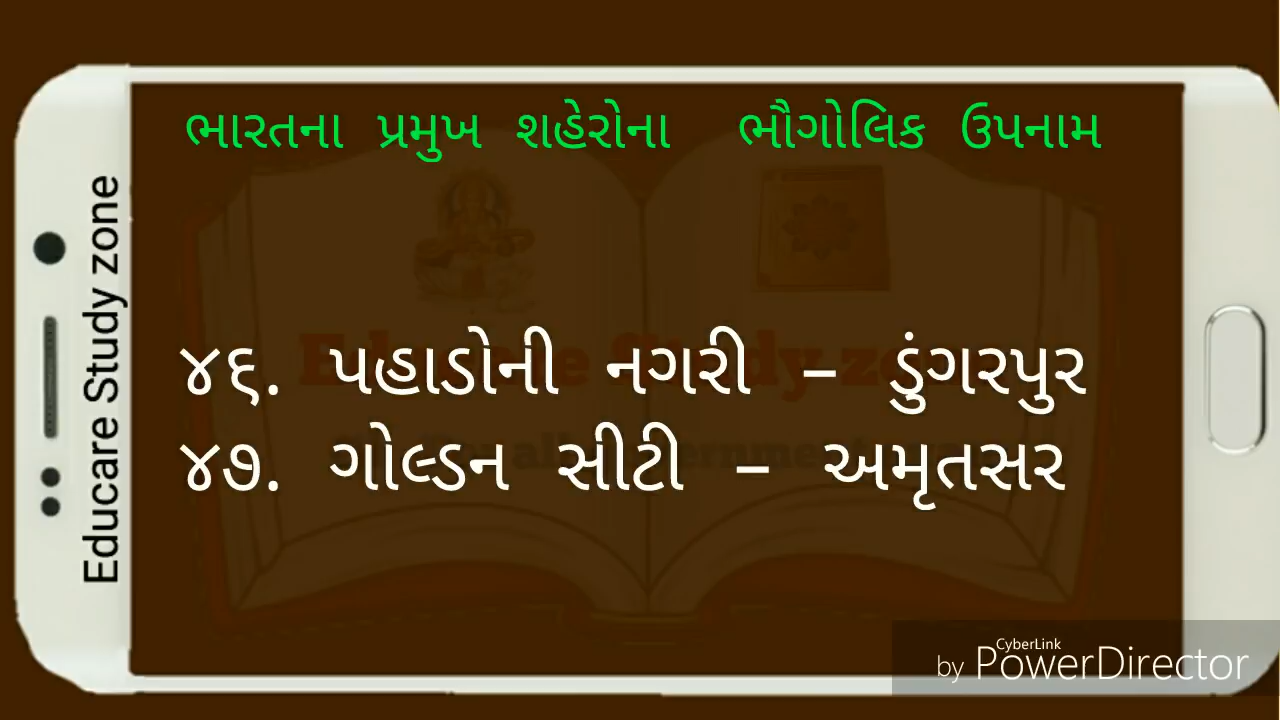 ભારતના પ્રમુખ શહેરોના ભૌગોલિક ઉપનામ
Educare Study zone
૪૬. પહાડોની નગરી – ડુંગરપુર
૪૭. ગોલ્ડન સીટી – અમૃતસર
CyberLink
by PowerDirector